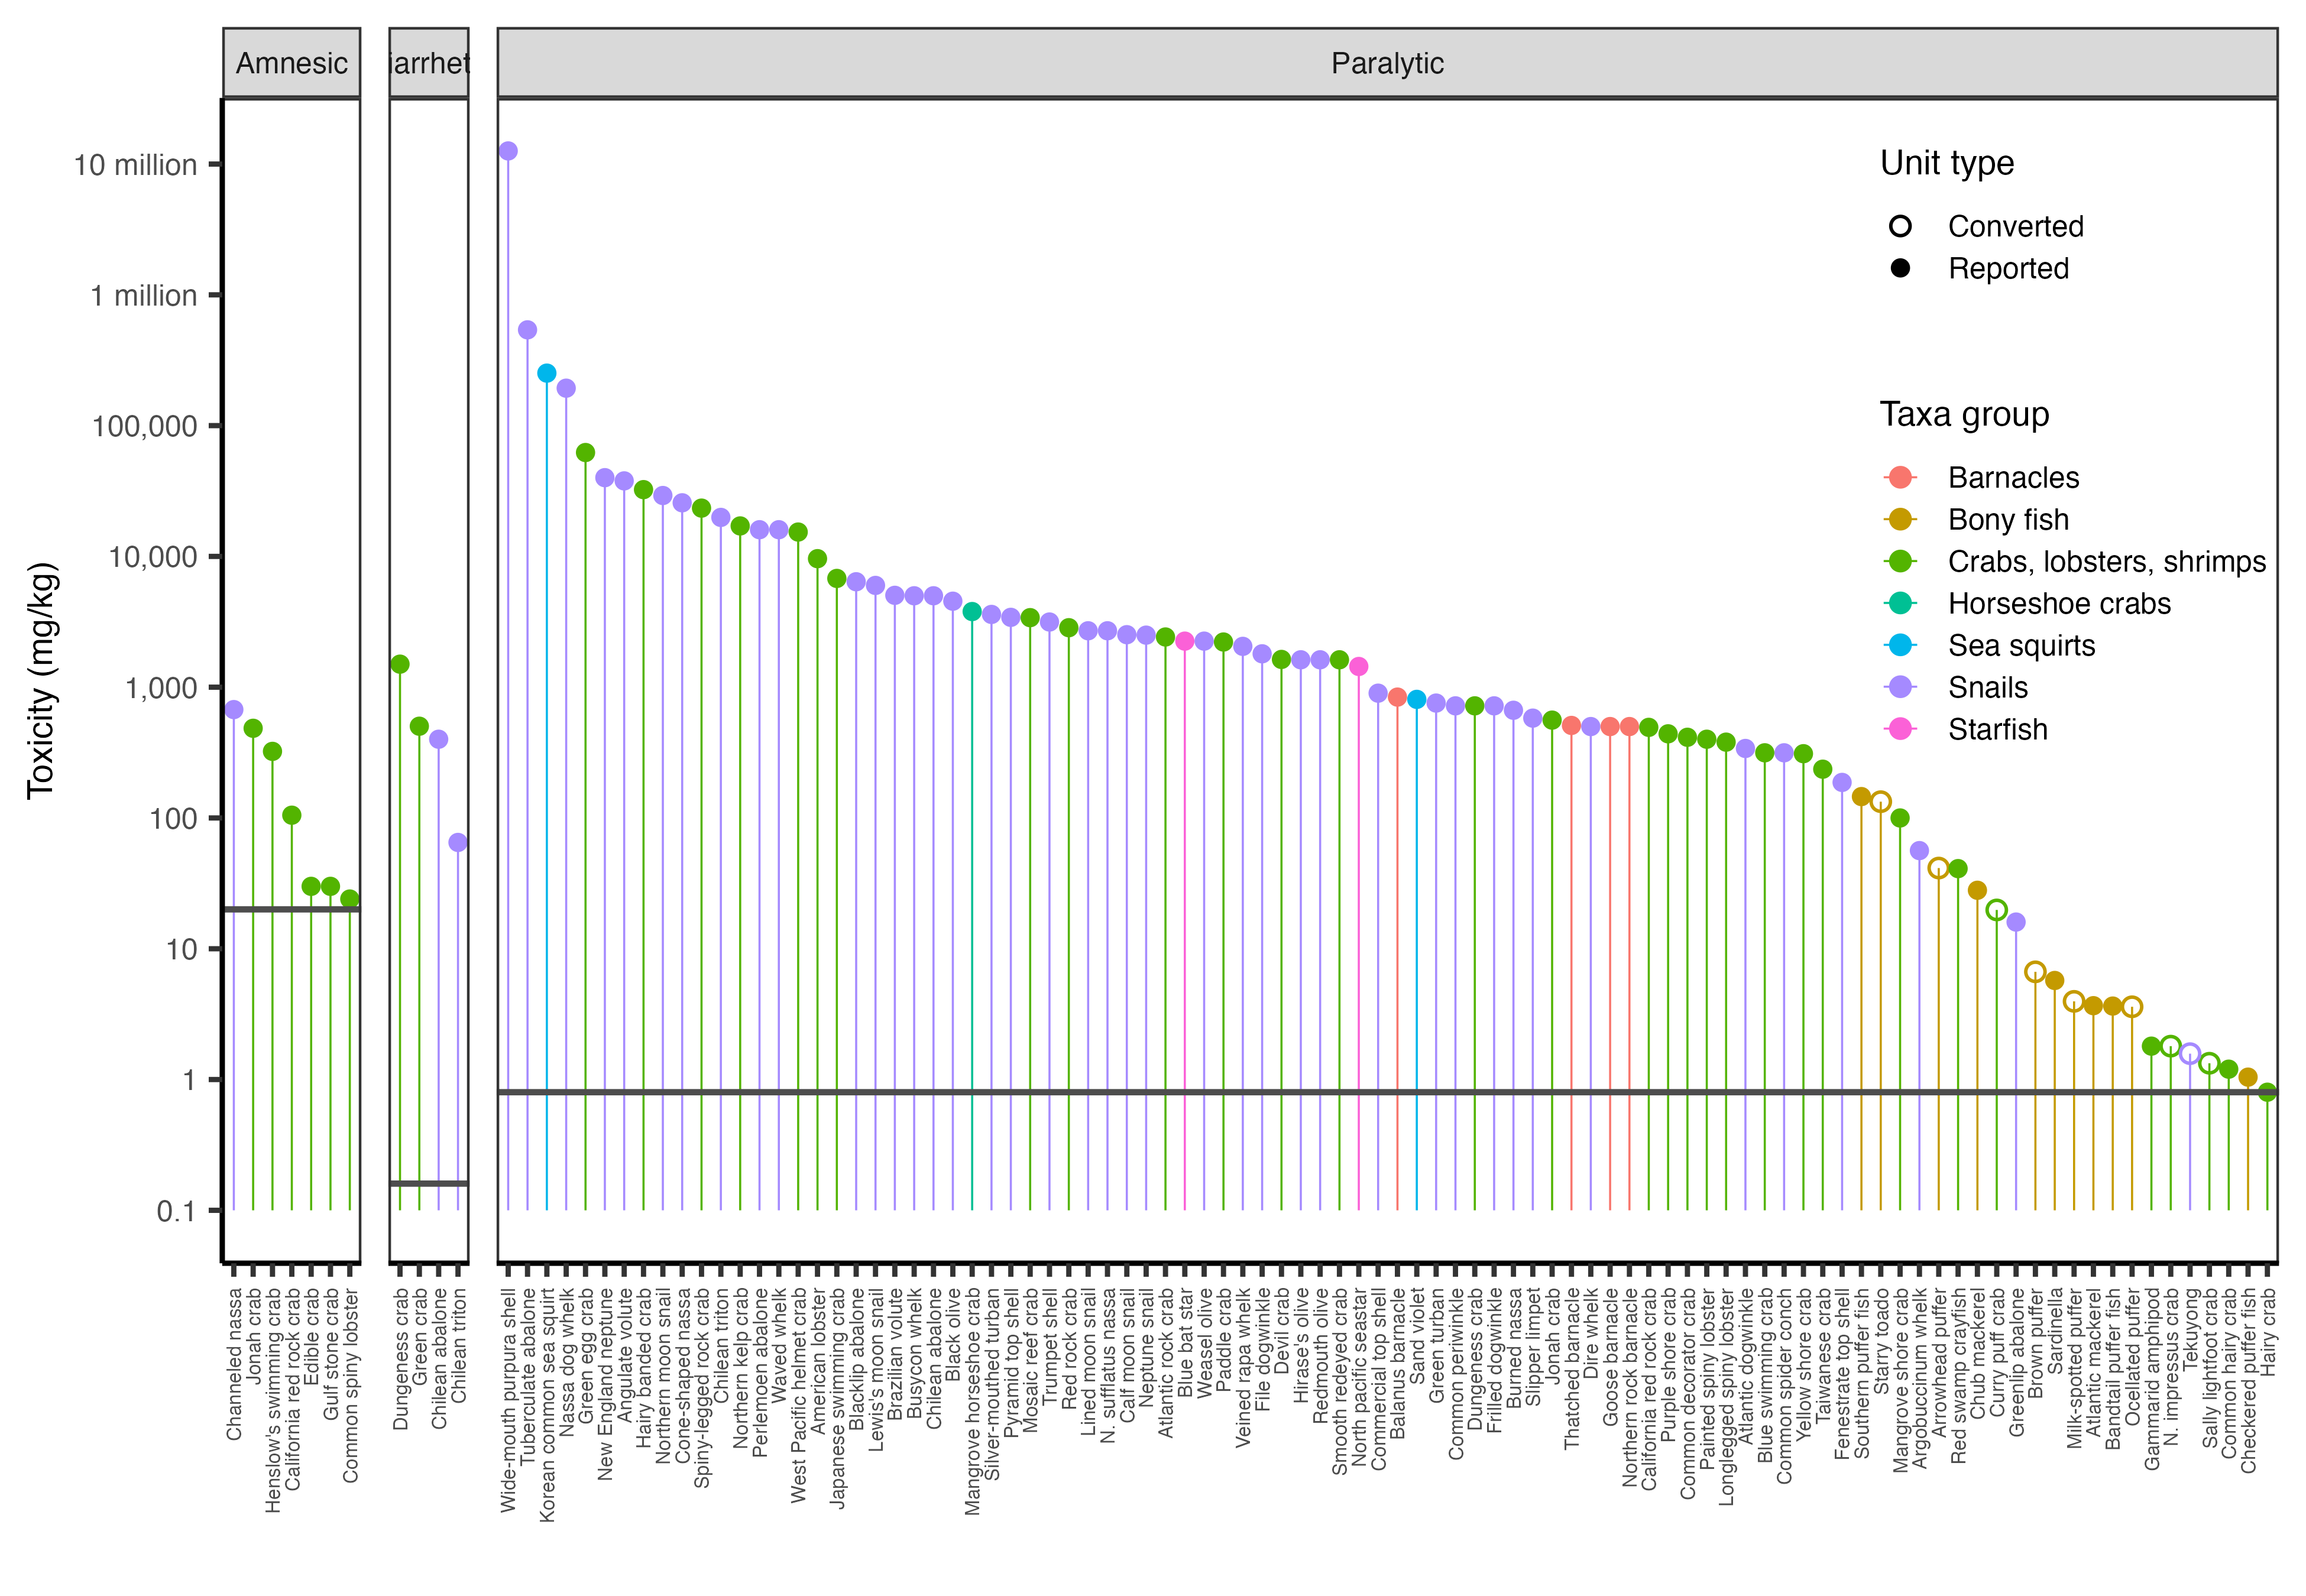 Amnesic
iarrhet
Paralytic
Toxicity (mg/kg)
10 million
1 million
100,000
10,000
1,000
100
10
1
0.1
Unit type
Converted
Reported
Taxa group
Barnacles
Bony fish
Crabs, lobsters, shrimps
Horseshoe crabs
Sea squirts
Snails
Starfish
Channeled nassa
Jonah crab
Henslow's swimming crab
California red rock crab
Edible crab
Gulf stone crab
Common spiny lobster
Dungeness crab
Green crab
Chilean abalone
Chilean triton
Wide-mouth purpura shell
Tuberculate abalone
Korean common sea squirt
Nassa dog whelk
Green egg crab
New England neptune
Angulate volute
Hairy banded crab
Northern moon snail
Cone-shaped nassa
Spiny-legged rock crab
Chilean triton
Northern kelp crab
Perlemoen abalone
Waved whelk
West Pacific helmet crab
American lobster
Japanese swimming crab
Blacklip abalone
Lewis's moon snail
Brazilian volute
Busycon whelk
Chilean abalone
Black olive
Mangrove horseshoe crab
Silver-mouthed turban
Pyramid top shell
Mosaic reef crab
Trumpet shell
Red rock crab
Lined moon snail
N. sufflatus nassa
Calf moon snail
Neptune snail
Atlantic rock crab
Blue bat star
Weasel olive
Paddle crab
Veined rapa whelk
File dogwinkle
Devil crab
Hirase's olive
Redmouth olive
Smooth redeyed crab
North pacific seastar
Commercial top shell
Balanus barnacle
Sand violet
Green turban
Common periwinkle
Dungeness crab
Frilled dogwinkle
Burned nassa
Slipper limpet
Jonah crab
Thatched barnacle
Dire whelk
Goose barnacle
Northern rock barnacle
California red rock crab
Purple shore crab
Common decorator crab
Painted spiny lobster
Longlegged spiny lobster
Atlantic dogwinkle
Blue swimming crab
Common spider conch
Yellow shore crab
Taiwanese crab
Fenestrate top shell
Southern puffer fish
Starry toado
Mangrove shore crab
Argobuccinum whelk
Arrowhead puffer
Red swamp crayfish
Chub mackerel
Curry puff crab
Greenlip abalone
Brown puffer
Sardinella
Milk-spotted puffer
Atlantic mackerel
Bandtail puffer fish
Ocellated puffer
Gammarid amphipod
N. impressus crab
Tekuyong
Sally lightfoot crab
Common hairy crab
Checkered puffer fish
Hairy crab